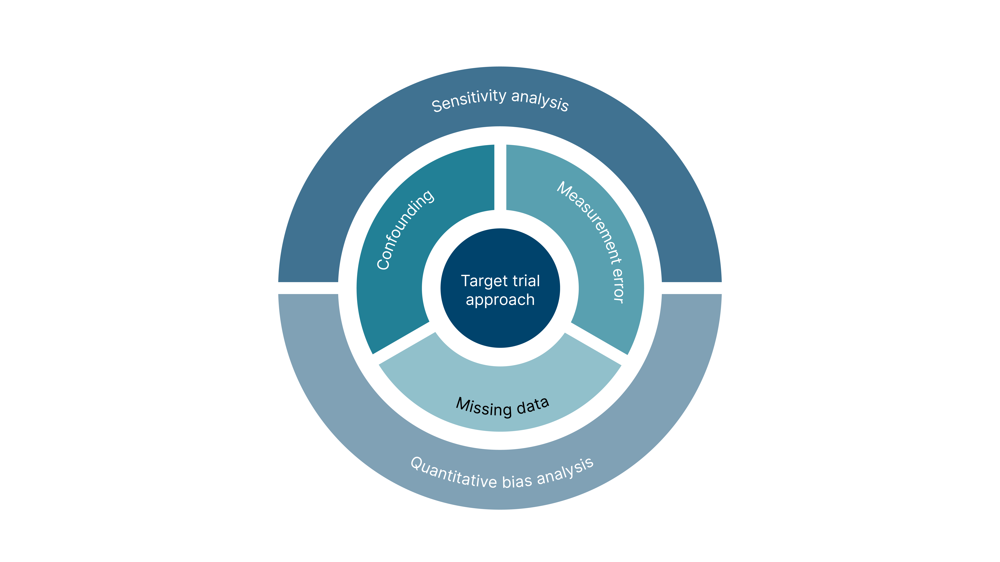 Sensitivity analysis
Confounding
Measurement error
Target trial
approach
Missing data
Quantitative bias analysis